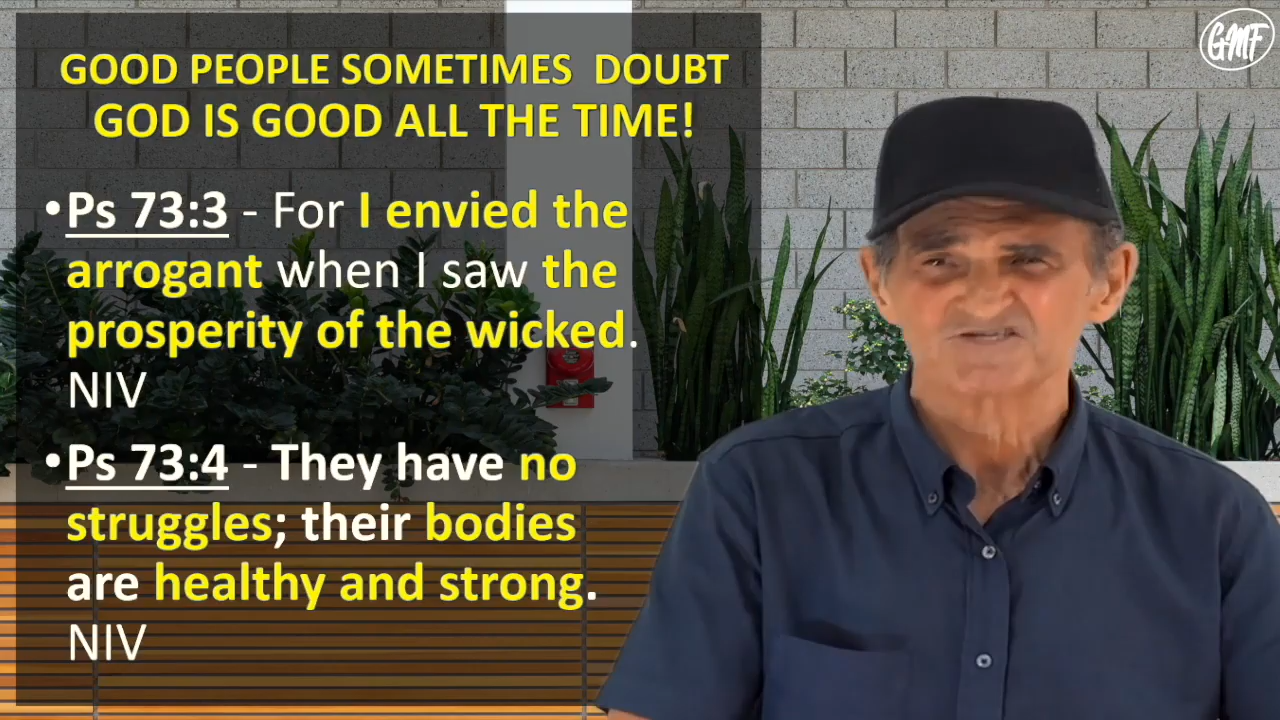 GOOD PEOPLE SOMETIMES DOUBT
GOD IS GOOD ALL THE TIME!
•Ps 73:3 - For I envied the
arrogant when I saw the
prosperity of the wicked.
NIV
•Ps 73:4 - They have no
struggles; their bodies
are healthy and strong.
NIV
GMF